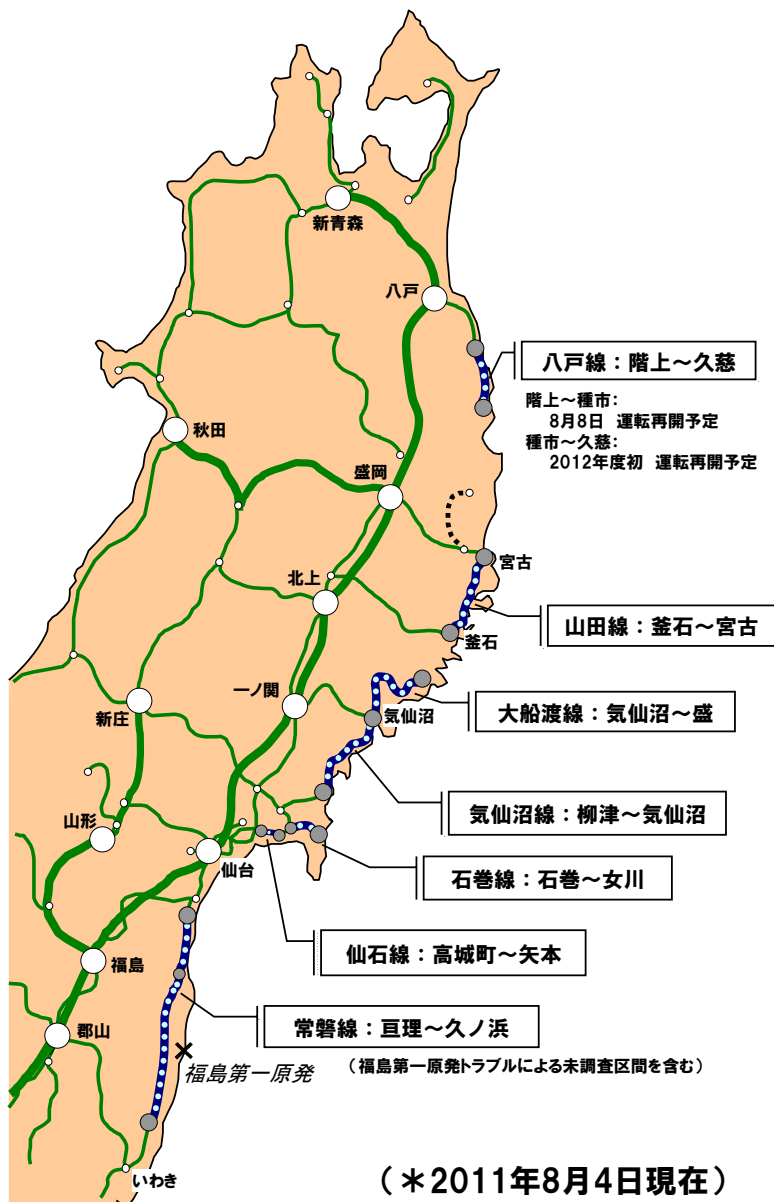 新青森
八戸
八戸線：階上～久慈
階上～種市：
8月8日 運転再開予定
種市～久慈：
2012年度初 運転再開予定
秋田
盛岡
宮古
北上
山田線：釜石～宮古
釜石
一ノ関
新庄
気仙沼
大船渡線：気仙沼～盛
気仙沼線：柳津～気仙沼
山形
仙台
石巻線：石巻～女川
仙石線：高城町～矢本
福島
常磐線：亘理～久ノ浜
郡山
福島第一原発
（福島第一原発トラブルによる未調査区間を含む）
いわき
（＊2011年8月4日現在）